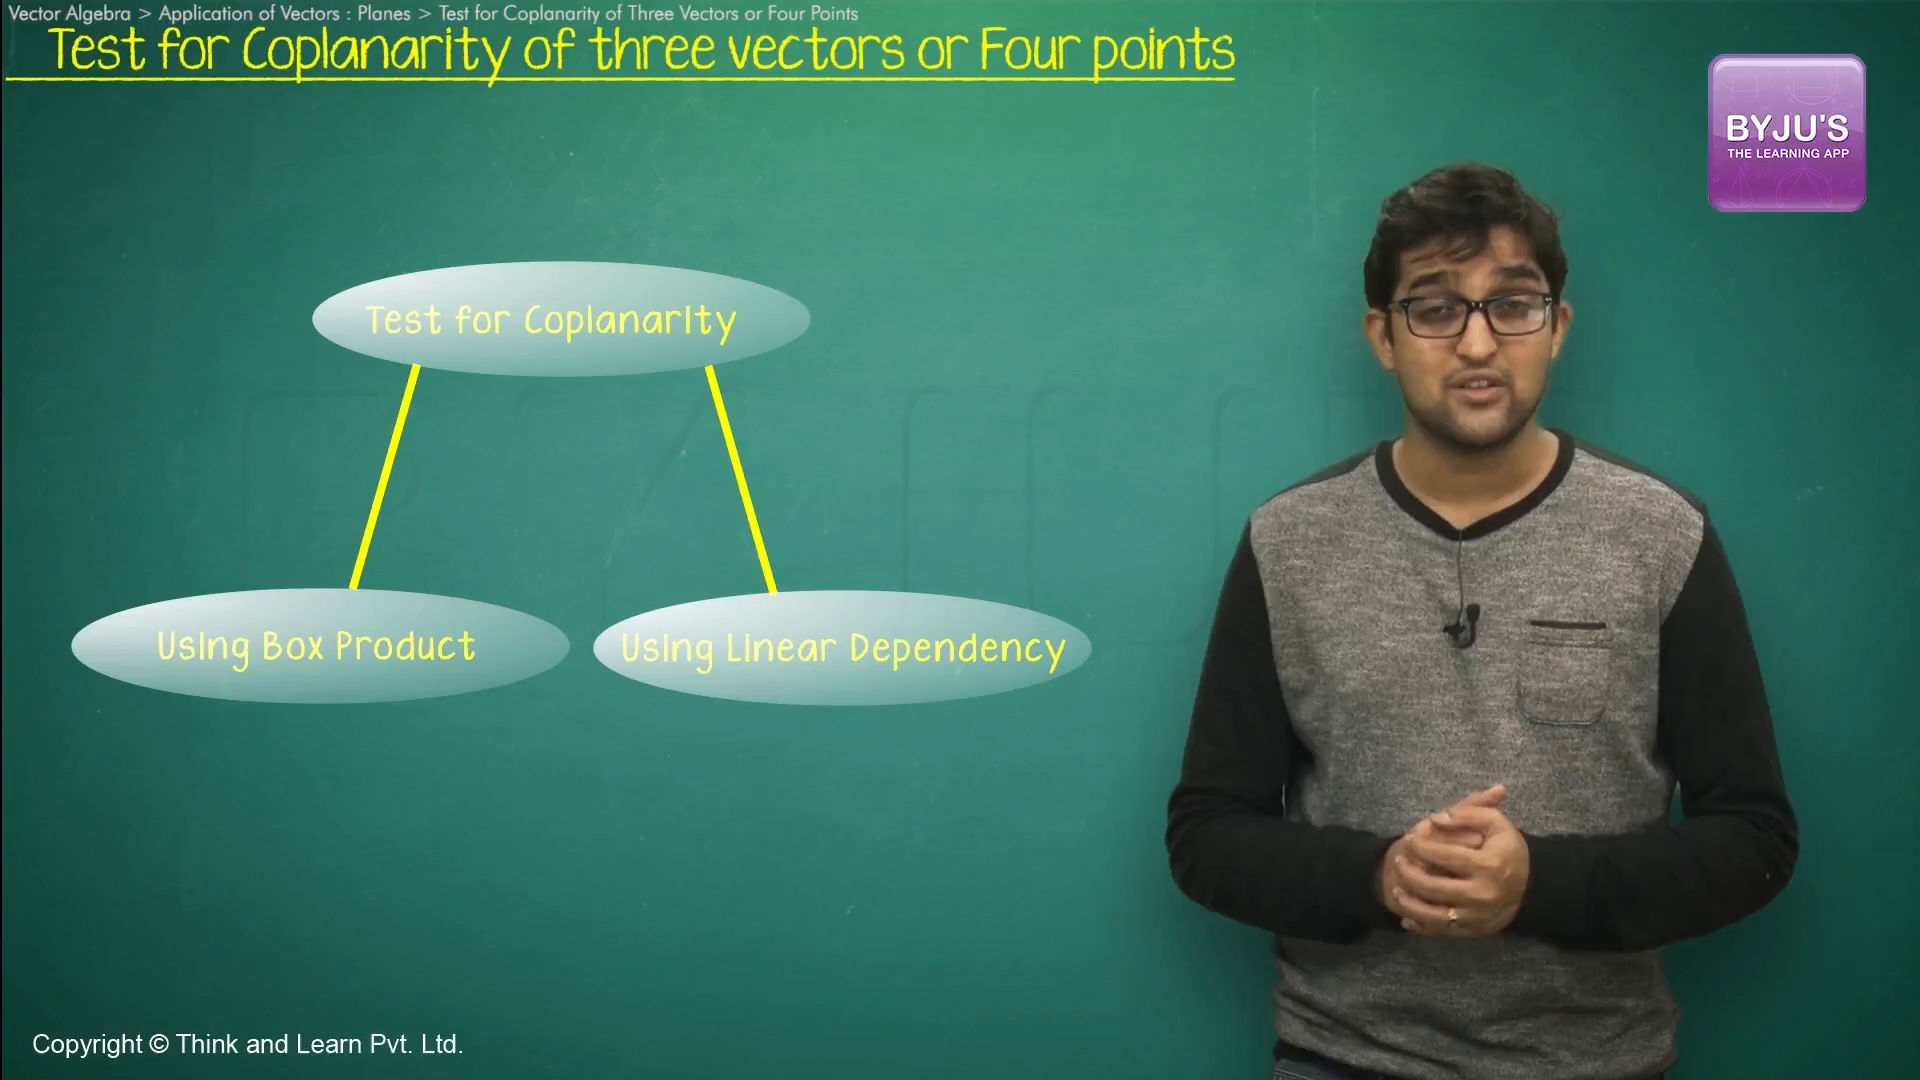 Vector Algebra > Application of Vectors : Planes > Test for Coplanarity of Three Vectors or Four Points
Test for Coplanarity of three vectors or Four points
BYJU'S
THE LEARNING APP
Test for Coplanarity
Using Box Product
Using Linear Dependency
Copyright © Think and Learn Pvt. Ltd.